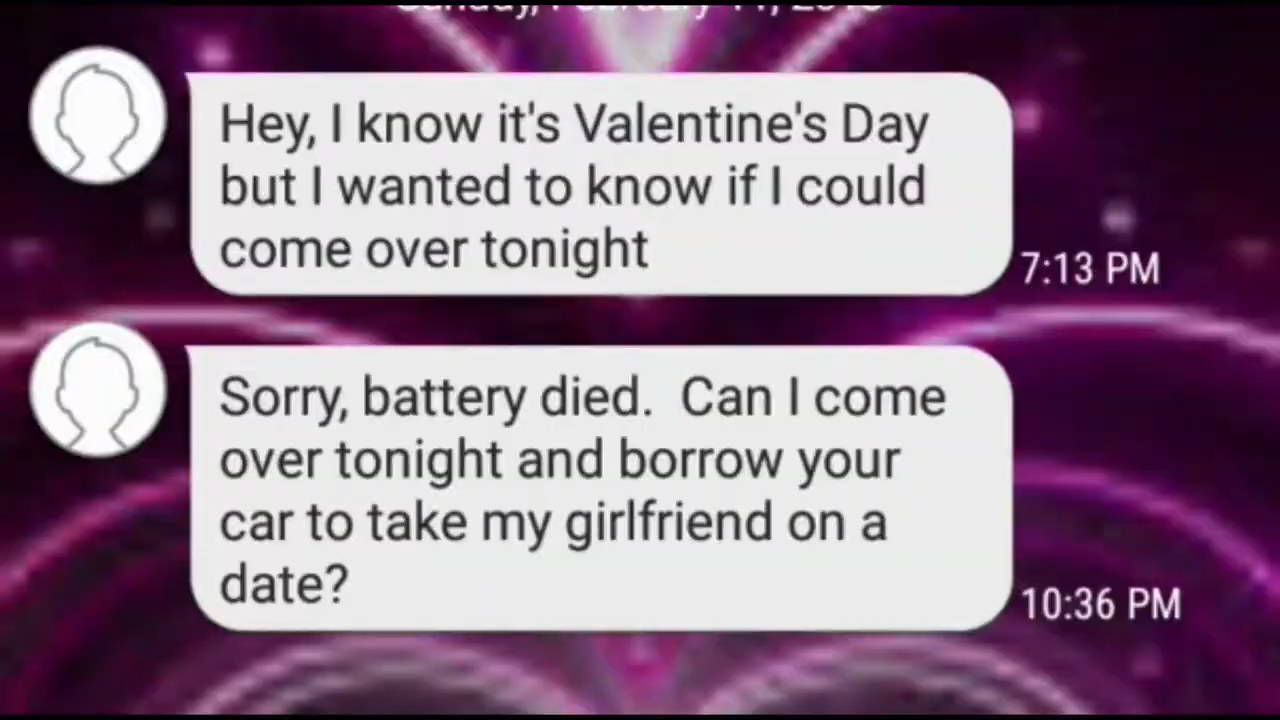 Hey, I know it's Valentine's Day
but I wanted to know if I could
come over tonight
7:13 PM
Sorry, battery died. Can I come
over tonight and borrow your
car to take my girlfriend on a
date?
10:36 PM